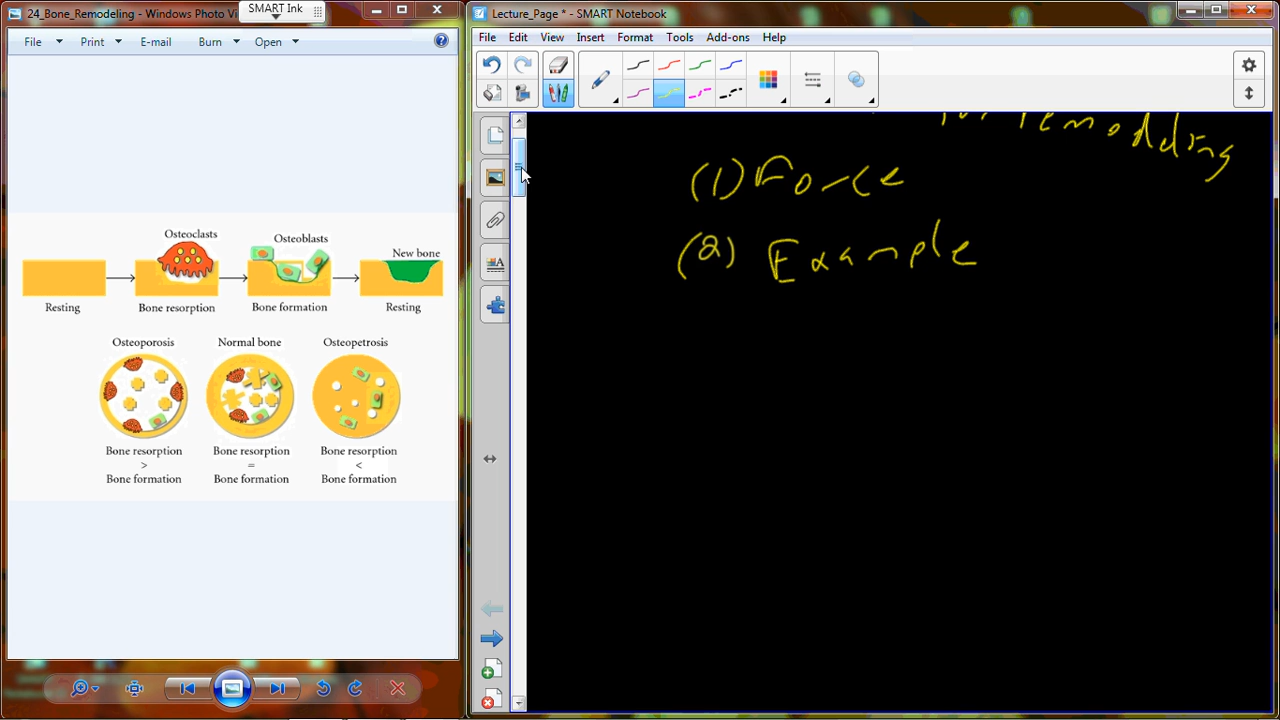 24_Bone_Remodeling - Windows Photo Vi
SMART Ink
File Print E-mail Burn Open
Osteoclasts
Osteoblasts
New bone
Resting
Bone resorption
Bone formation
Resting
Osteoporosis
Normal bone
Osteopetrosis
Bone resorption
>
Bone formation
Bone resorption
=
Bone formation
Bone resorption
<
Bone formation
Lecture_Page * - SMART Notebook
File Edit View Insert Format Tools Add-ons Help
remodeling
(1) Force
(2) Example